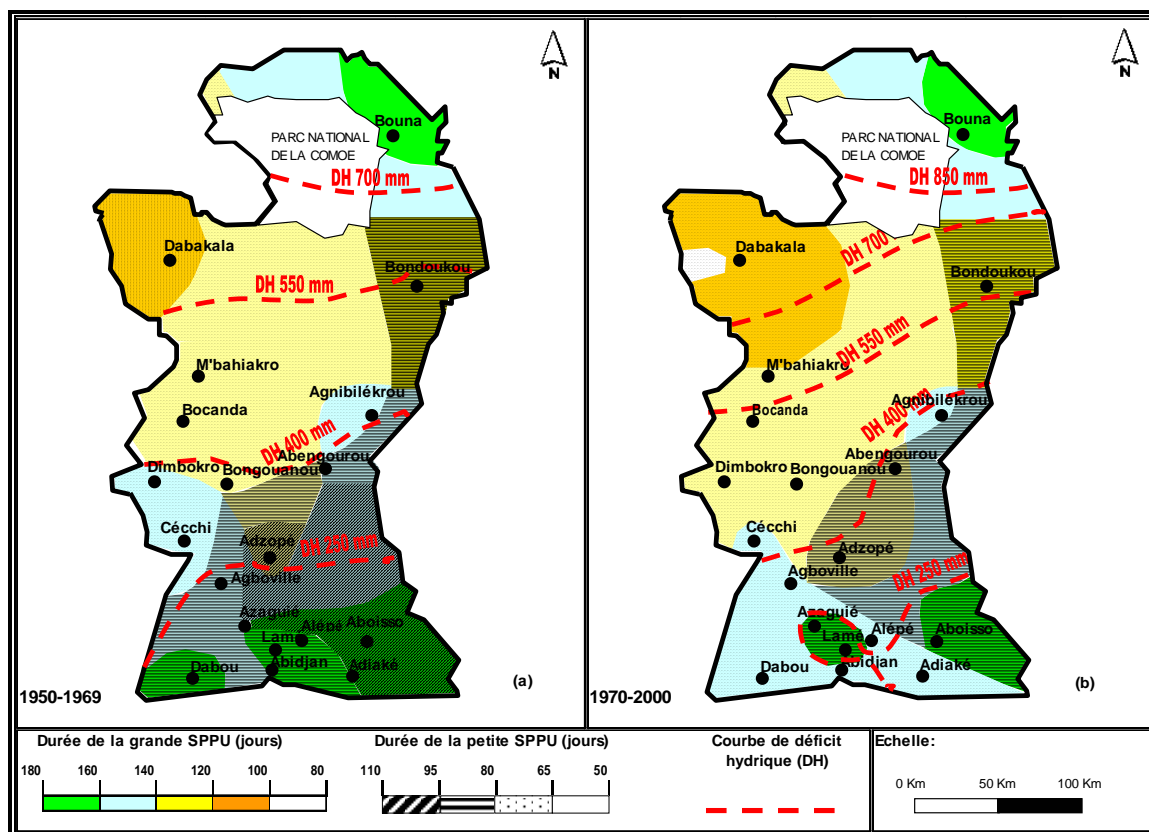 N
Bouna
PARC NATIONAL
DE LA COMOE
DH 700 mm
Dabakala
Bondoukou
DH 550 mm
M'bahiakro
Agnibilékrou
Bocanda
DH 400 mm
Abengourou
Dimbokro
Bongouanou
Cécchi
Adzopé
DH 250 mm
Agboville
Azaguié
Lamé
Alépé
Aboisso
Dabou
Abidjan
Adiaké
1950-1969
(a)
N
Bouna
PARC NATIONAL
DE LA COMOE
DH 850 mm
Dabakala
DH 700
Bondoukou
DH 550 mm
M'bahiakro
Agnibilékrou
Bocanda
DH 400 mm
Abengourou
Dimbokro
Bongouanou
Cécchi
Adzopé
Agboville
DH 250 mm
Azaguié
Lamé
Alépé
Aboisso
Dabou
Abidjan
Adiaké
1970-2000
(b)
Durée de la grande SPPU (jours)
180 160 140 120 100 80
Durée de la petite SPPU (jours)
110 95 80 65 50
Courbe de déficit
hydrique (DH)
Echelle:
0 Km 50 Km 100 Km